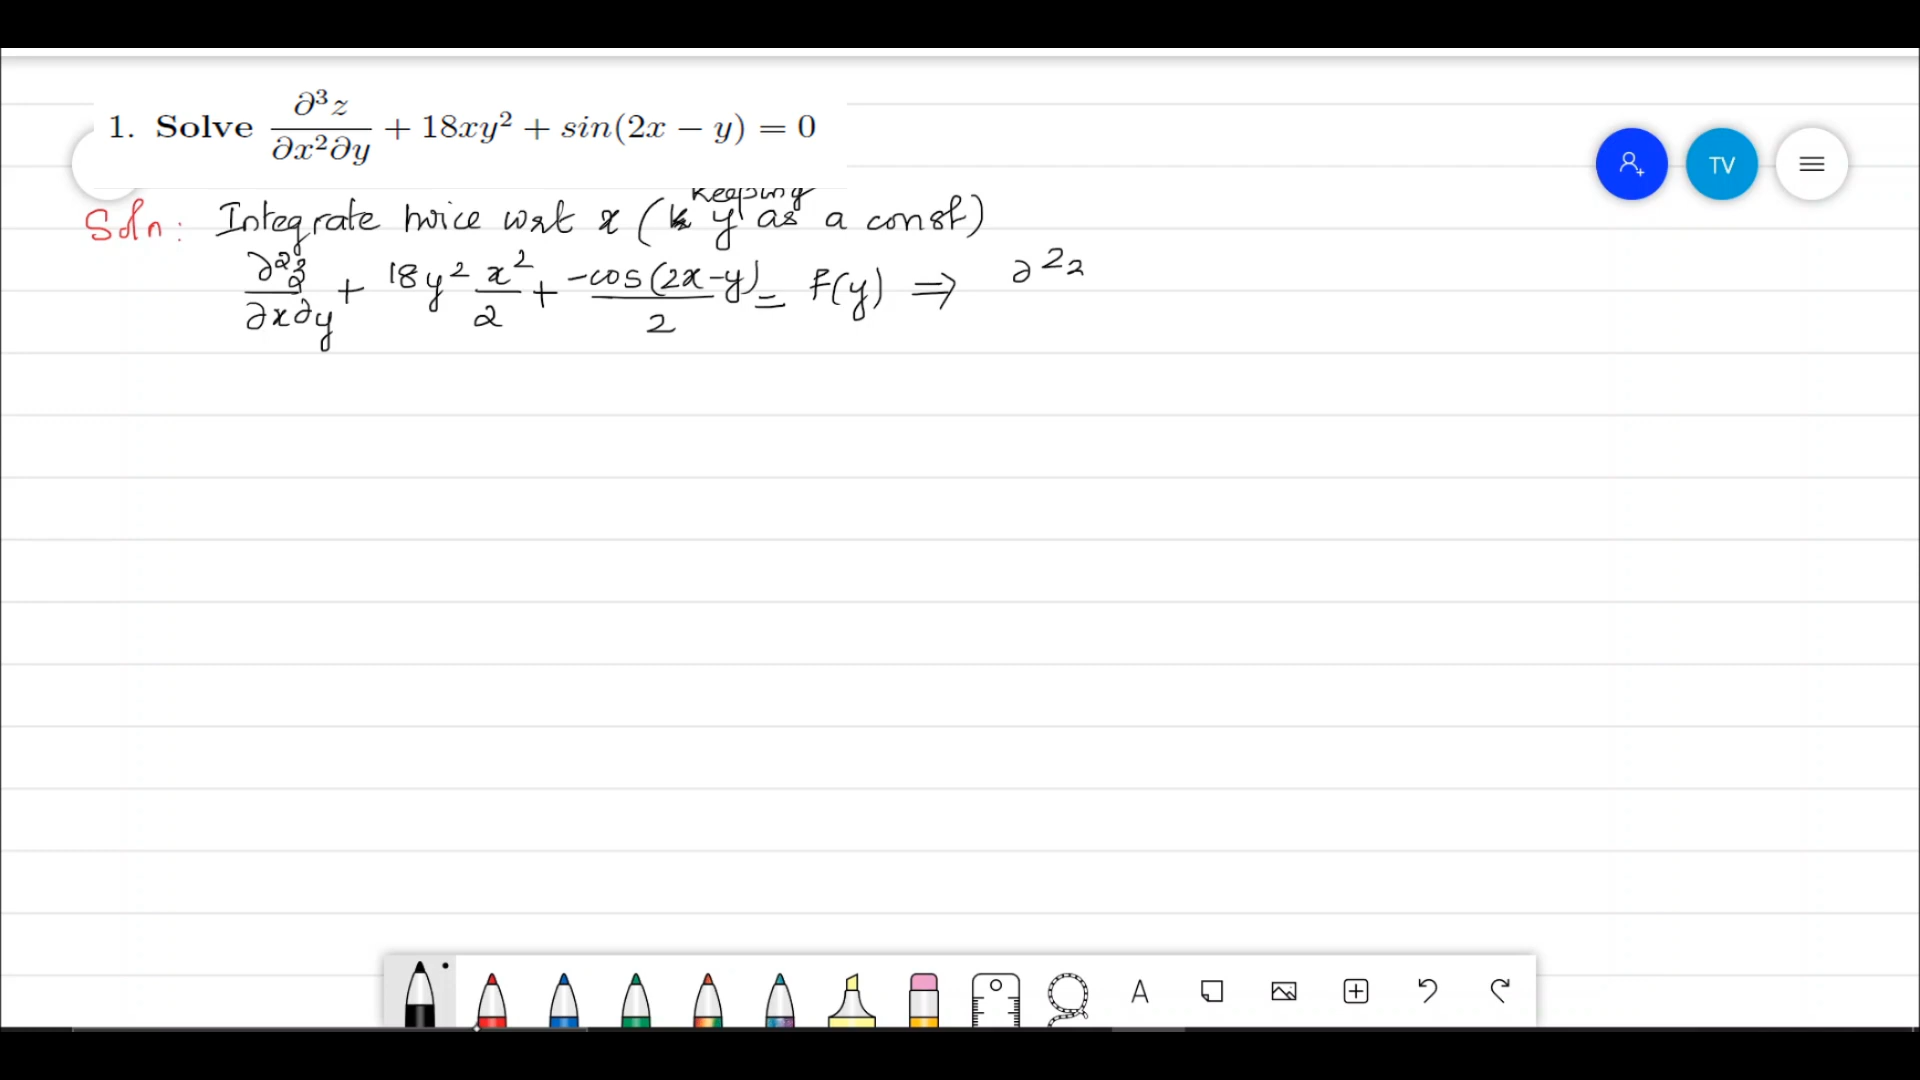 1. Solve ∂³z/∂x²∂y + 18xy² + sin(2x − y) = 0
keeping
Soln: Integrate twice wrt x (k y as a const)
∂²z/∂x∂y + 18y² x²/2 + -cos(2x-y)/2 = f(y) ⇒ ∂²z
TV
A